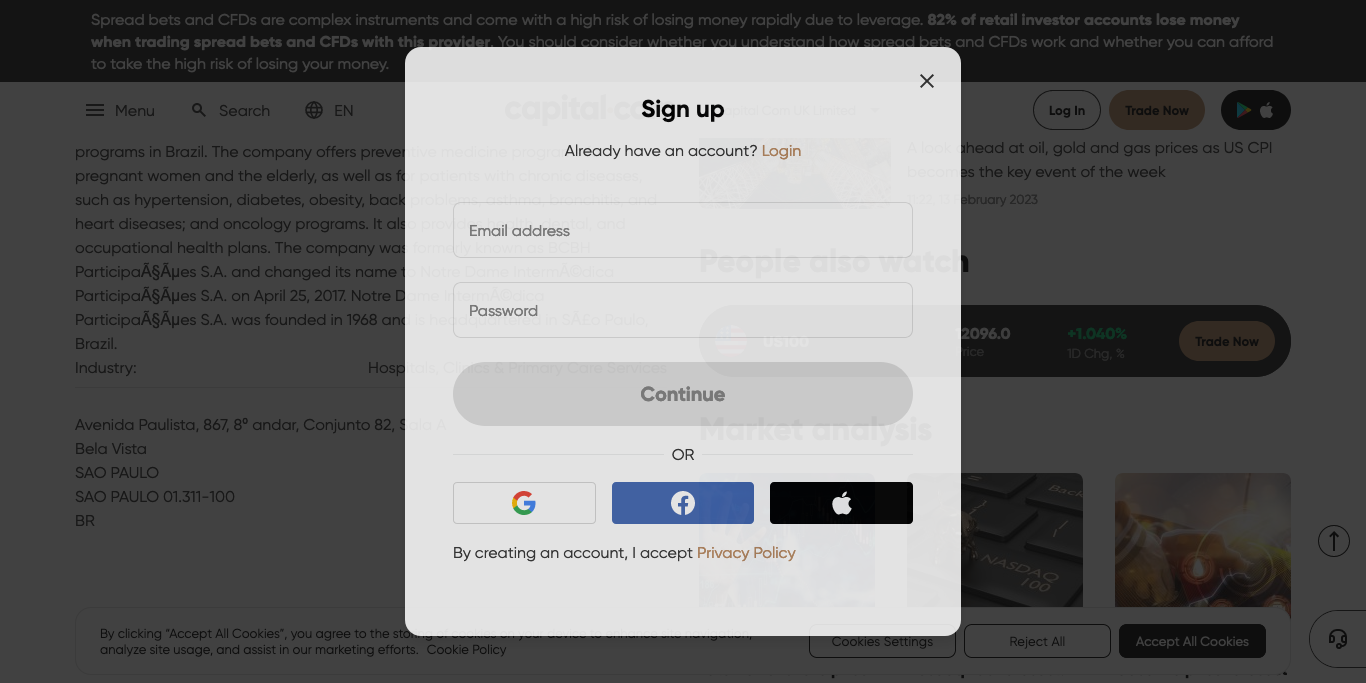 Spread bets and CFDs are complex instruments and come with a high risk of losing money rapidly due to leverage. 82% of retail investor accounts lose money
when trading spread bets and CFDs with this provider. You should consider whether you understand how spread bets and CFDs work and whether you can afford
to take the high risk of losing your money.
Menu
Search
EN
capital.co
Log In
Trade Now
Sign up
Already have an account? Login
Email address
Password
Continue
OR
By creating an account, I accept Privacy Policy
programs in Brazil. The company offers preventive medicine progra
pregnant women and the elderly, as well as for patients with chronic diseases,
such as hypertension, diabetes, obesity, back problems, asthma, bronchitis, and
heart diseases; and oncology programs. It also provides health, dental, and
occupational health plans. The company was formerly known as BCBH
ParticipaÃ§Ãµes S.A. and changed its name to Notre Dame IntermÃ©dica
ParticipaÃ§Ãµes S.A. on April 25, 2017. Notre Dame IntermÃ©dica
ParticipaÃ§Ãµes S.A. was founded in 1968 and is headquartered in SÃ£o Paulo,
Brazil.
Industry:
Hospitals, Clinics & Primary Care Services
Avenida Paulista, 867, 8º andar, Conjunto 82, Sala A.
Bela Vista
SAO PAULO
SAO PAULO 01.311-100
BR
A look ahead at oil, gold and gas prices as US CPI
becomes the key event of the week
February 2023
People also watch
US100
12096.0
Price
+1.040%
1D Chg, %
Trade Now
Market analysis
Back
NASDAQ
100
By clicking “Accept All Cookies”, you agree to the storing of cookies on your device to enhance site navigation,
analyze site usage, and assist in our marketing efforts. Cookie Policy
Cookies Settings
Reject All
Accept All Cookies